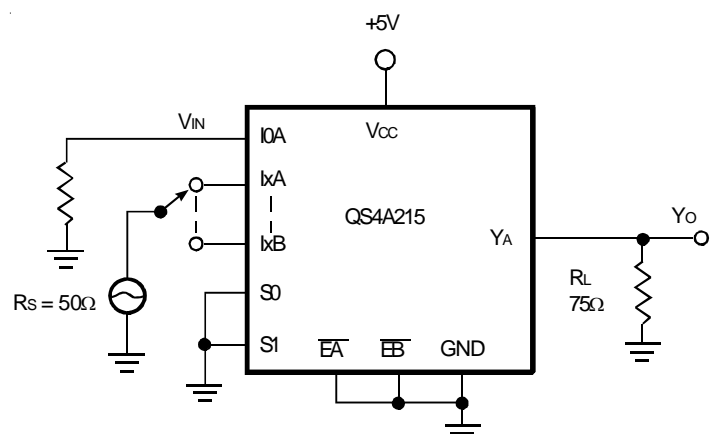 +5V
VIN
I0A
VCC
IxA
QS4A215
YA
YO
IxB
RS = 50Ω
S0
RL
75Ω
S1
EA
EB
GND